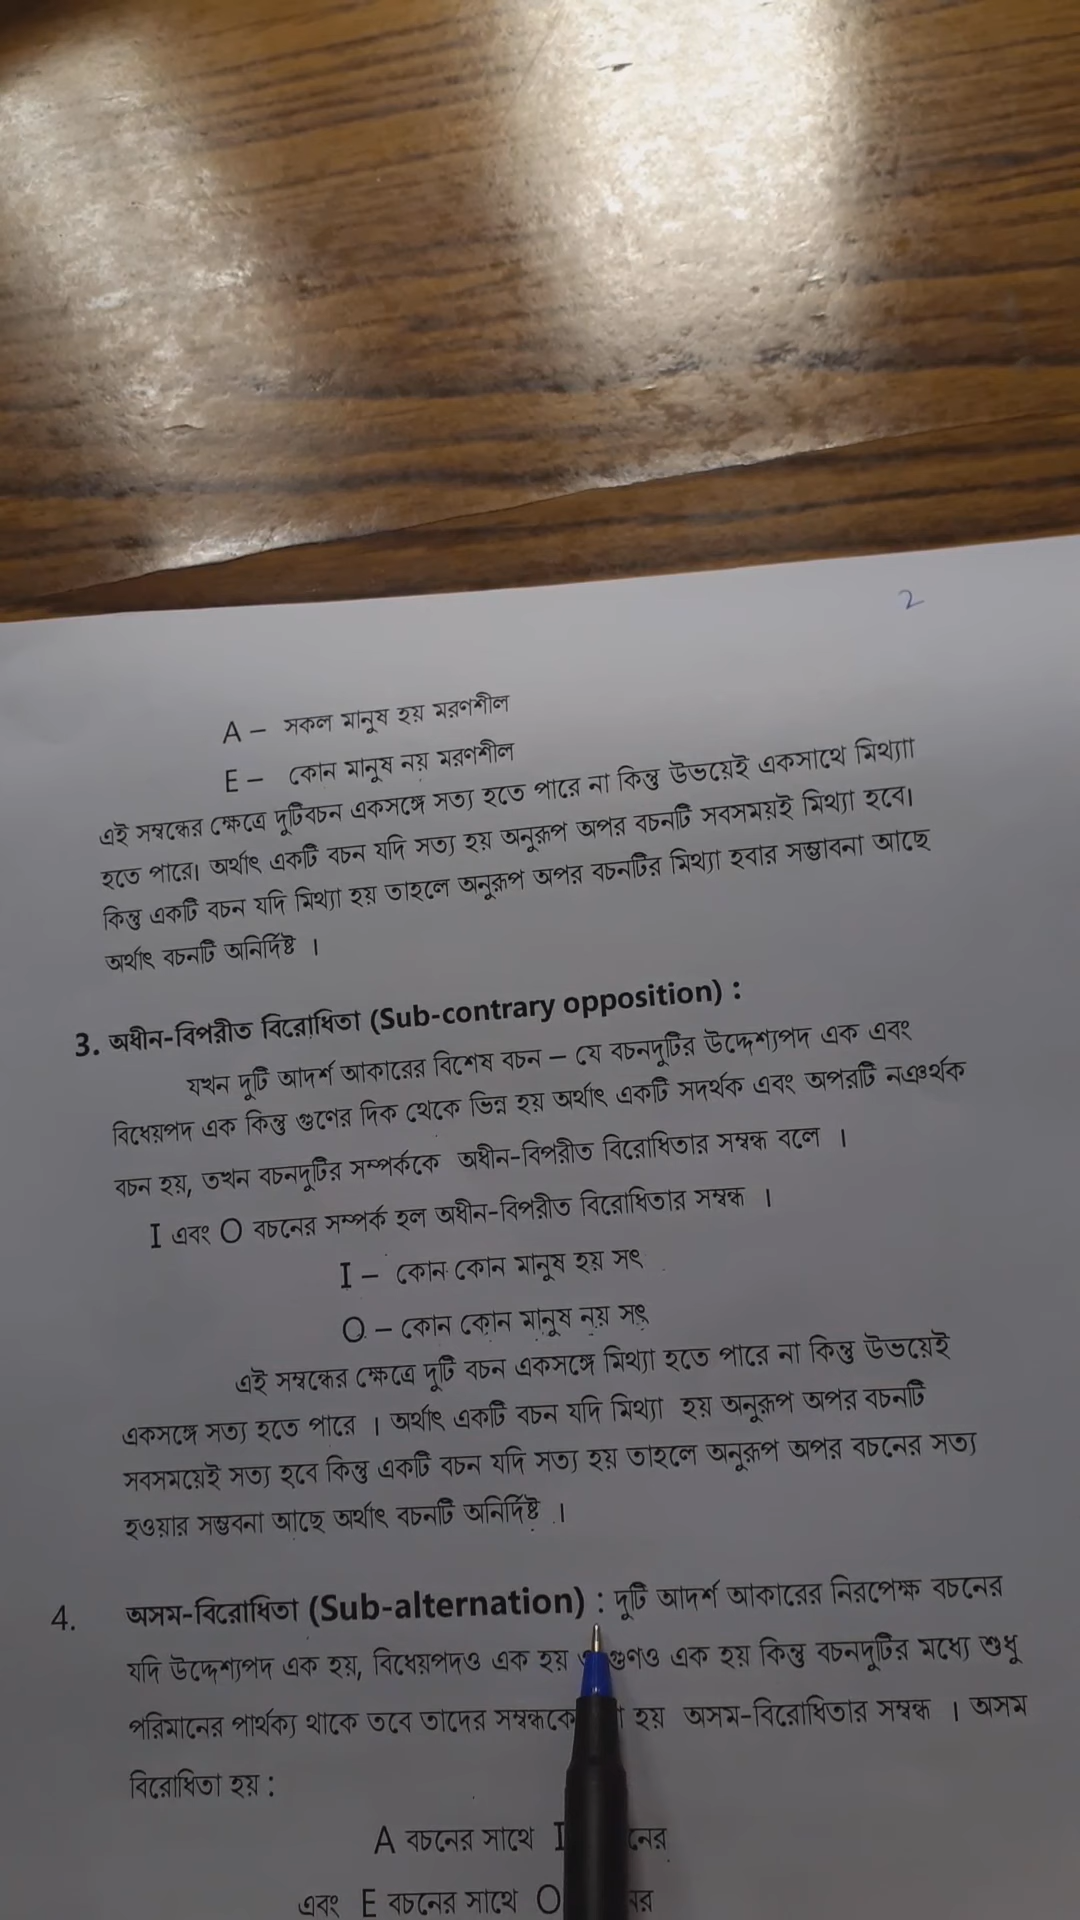 2
A – সকল মানুষ হয় মরণশীল
E – কোন মানুষ নয় মরণশীল
এই সম্বন্ধের ক্ষেত্রে দুটিবচন একসঙ্গে সত্য হতে পারে না কিন্তু উভয়েই একসাথে মিথ্যাা
হতে পারে। অর্থাৎ একটি বচন যদি সত্য হয় অনুরূপ অপর বচনটি সবসময়ই মিথ্যা হবে।
কিন্তু একটি বচন যদি মিথ্যা হয় তাহলে অনুরূপ অপর বচনটির মিথ্যা হবার সম্ভাবনা আছে
অর্থাৎ বচনটি অনির্দিষ্ট ।
3. অধীন-বিপরীত বিরোধিতা (Sub-contrary opposition) :
যখন দুটি আদর্শ আকারের বিশেষ বচন – যে বচনদুটির উদ্দেশ্যপদ এক এবং
বিধেয়পদ এক কিন্তু গুণের দিক থেকে ভিন্ন হয় অর্থাৎ একটি সদর্থক এবং অপরটি নঞর্থক
বচন হয়, তখন বচনদুটির সম্পর্ককে অধীন-বিপরীত বিরোধিতার সম্বন্ধ বলে ।
I এবং O বচনের সম্পর্ক হল অধীন-বিপরীত বিরোধিতার সম্বন্ধ ।
I – কোন কোন মানুষ হয় সৎ
O – কোন কোন মানুষ নয় সৎ
এই সম্বন্ধের ক্ষেত্রে দুটি বচন একসঙ্গে মিথ্যা হতে পারে না কিন্তু উভয়েই
একসঙ্গে সত্য হতে পারে । অর্থাৎ একটি বচন যদি মিথ্যা হয় অনুরূপ অপর বচনটি
সবসময়েই সত্য হবে কিন্তু একটি বচন যদি সত্য হয় তাহলে অনুরূপ অপর বচনের সত্য
হওয়ার সম্ভবনা আছে অর্থাৎ বচনটি অনির্দিষ্ট ।
4. অসম-বিরোধিতা (Sub-alternation) : দুটি আদর্শ আকারের নিরপেক্ষ বচনের
যদি উদ্দেশ্যপদ এক হয়, বিধেয়পদও এক হয় গুণও এক হয় কিন্তু বচনদুটির মধ্যে শুধু
পরিমানের পার্থক্য থাকে তবে তাদের সম্বন্ধকে হয় অসম-বিরোধিতার সম্বন্ধ । অসম
বিরোধিতা হয় :
A বচনের সাথে I
এবং E বচনের সাথে O